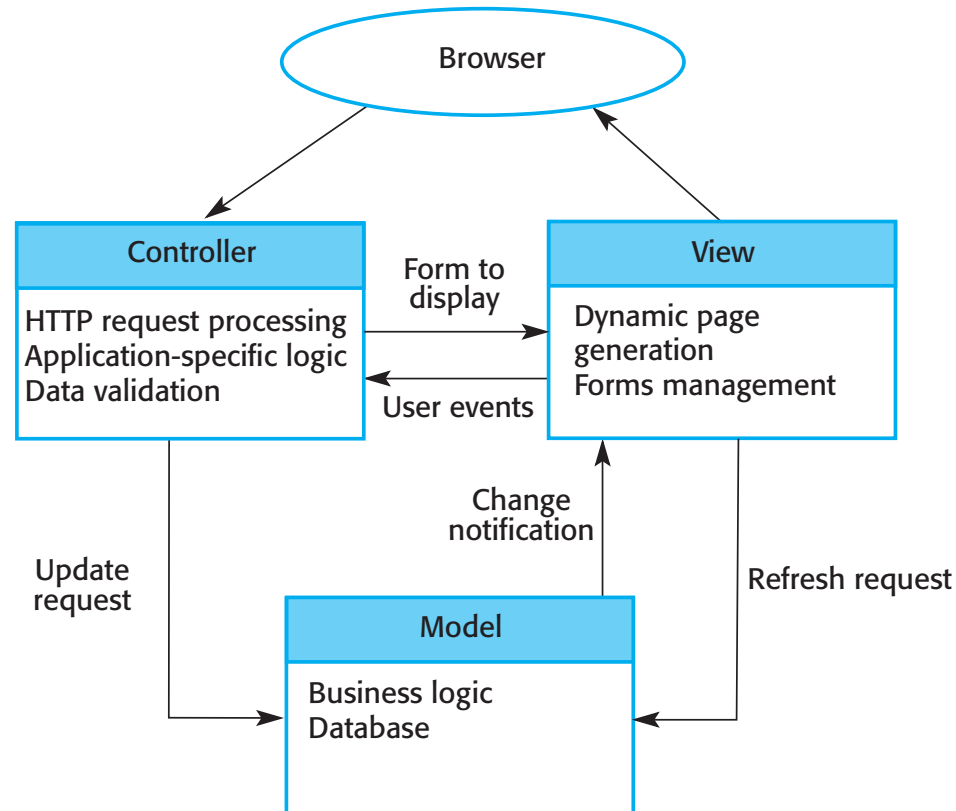 Browser
Controller
HTTP request processing
Application-specific logic
Data validation
Form to
display
User events
View
Dynamic page
generation
Forms management
Update
request
Change
notification
Refresh request
Model
Business logic
Database